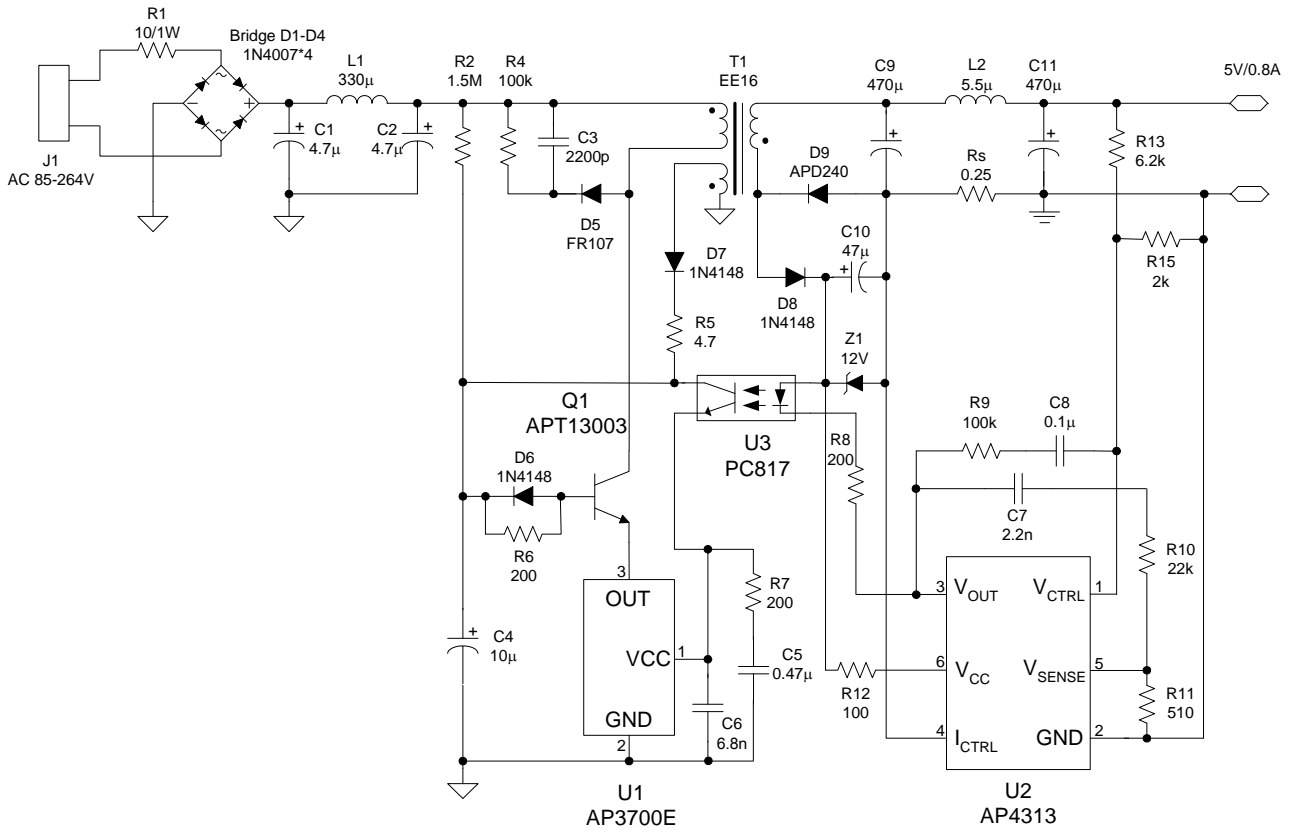 R1
10/1W
Bridge D1-D4
1N4007*4
L1
330μ
R2
1.5M
R4
100k
T1
EE16
C9
470μ
L2
5.5μ
C11
470μ
5V/0.8A
J1
AC 85-264V
~
~
-
+
+
C1
4.7μ
C2
4.7μ
+
C3
2200p
D5
FR107
D9
APD240
+
Rs
0.25
+
R13
6.2k
D7
1N4148
C10
47μ
+
R15
2k
D8
1N4148
R5
4.7
Z1
12V
Q1
APT13003
U3
PC817
R8
200
R9
100k
C8
0.1μ
D6
1N4148
R6
200
C7
2.2n
R10
22k
3
OUT
VCC
1
GND
2
R7
200
C4
10μ
+
C5
0.47μ
C6
6.8n
3
VOUT
VCTRL
1
6
VCC
VSENSE
5
4
ICTRL
GND
2
R12
100
R11
510
U1
AP3700E
U2
AP4313